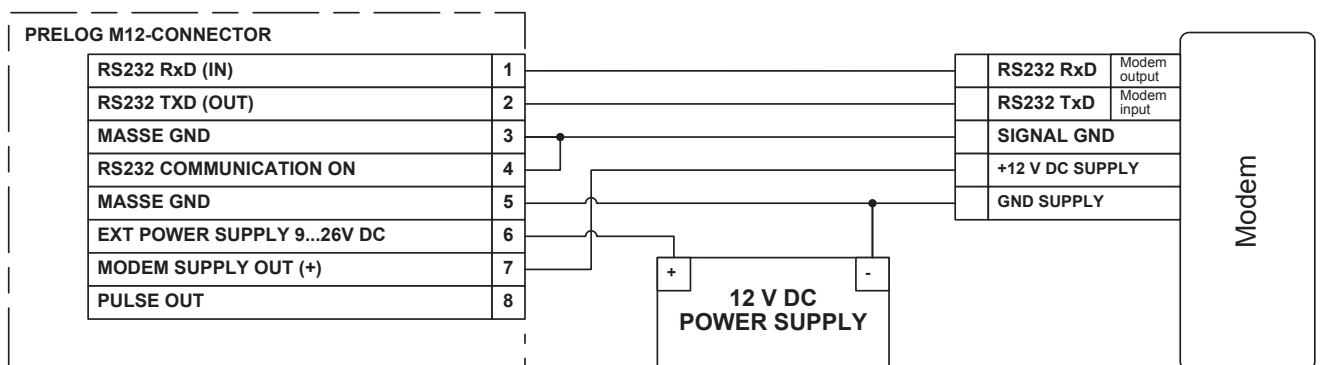 PRELOG M12-CONNECTOR
RS232 RxD (IN) 1
RS232 TXD (OUT) 2
MASSE GND 3
RS232 COMMUNICATION ON 4
MASSE GND 5
EXT POWER SUPPLY 9...26V DC 6
MODEM SUPPLY OUT (+) 7
PULSE OUT 8
RS232 RxD
Modem
output
RS232 TxD
Modem
input
SIGNAL GND
+12 V DC SUPPLY
GND SUPPLY
Modem
+ -
12 V DC
POWER SUPPLY